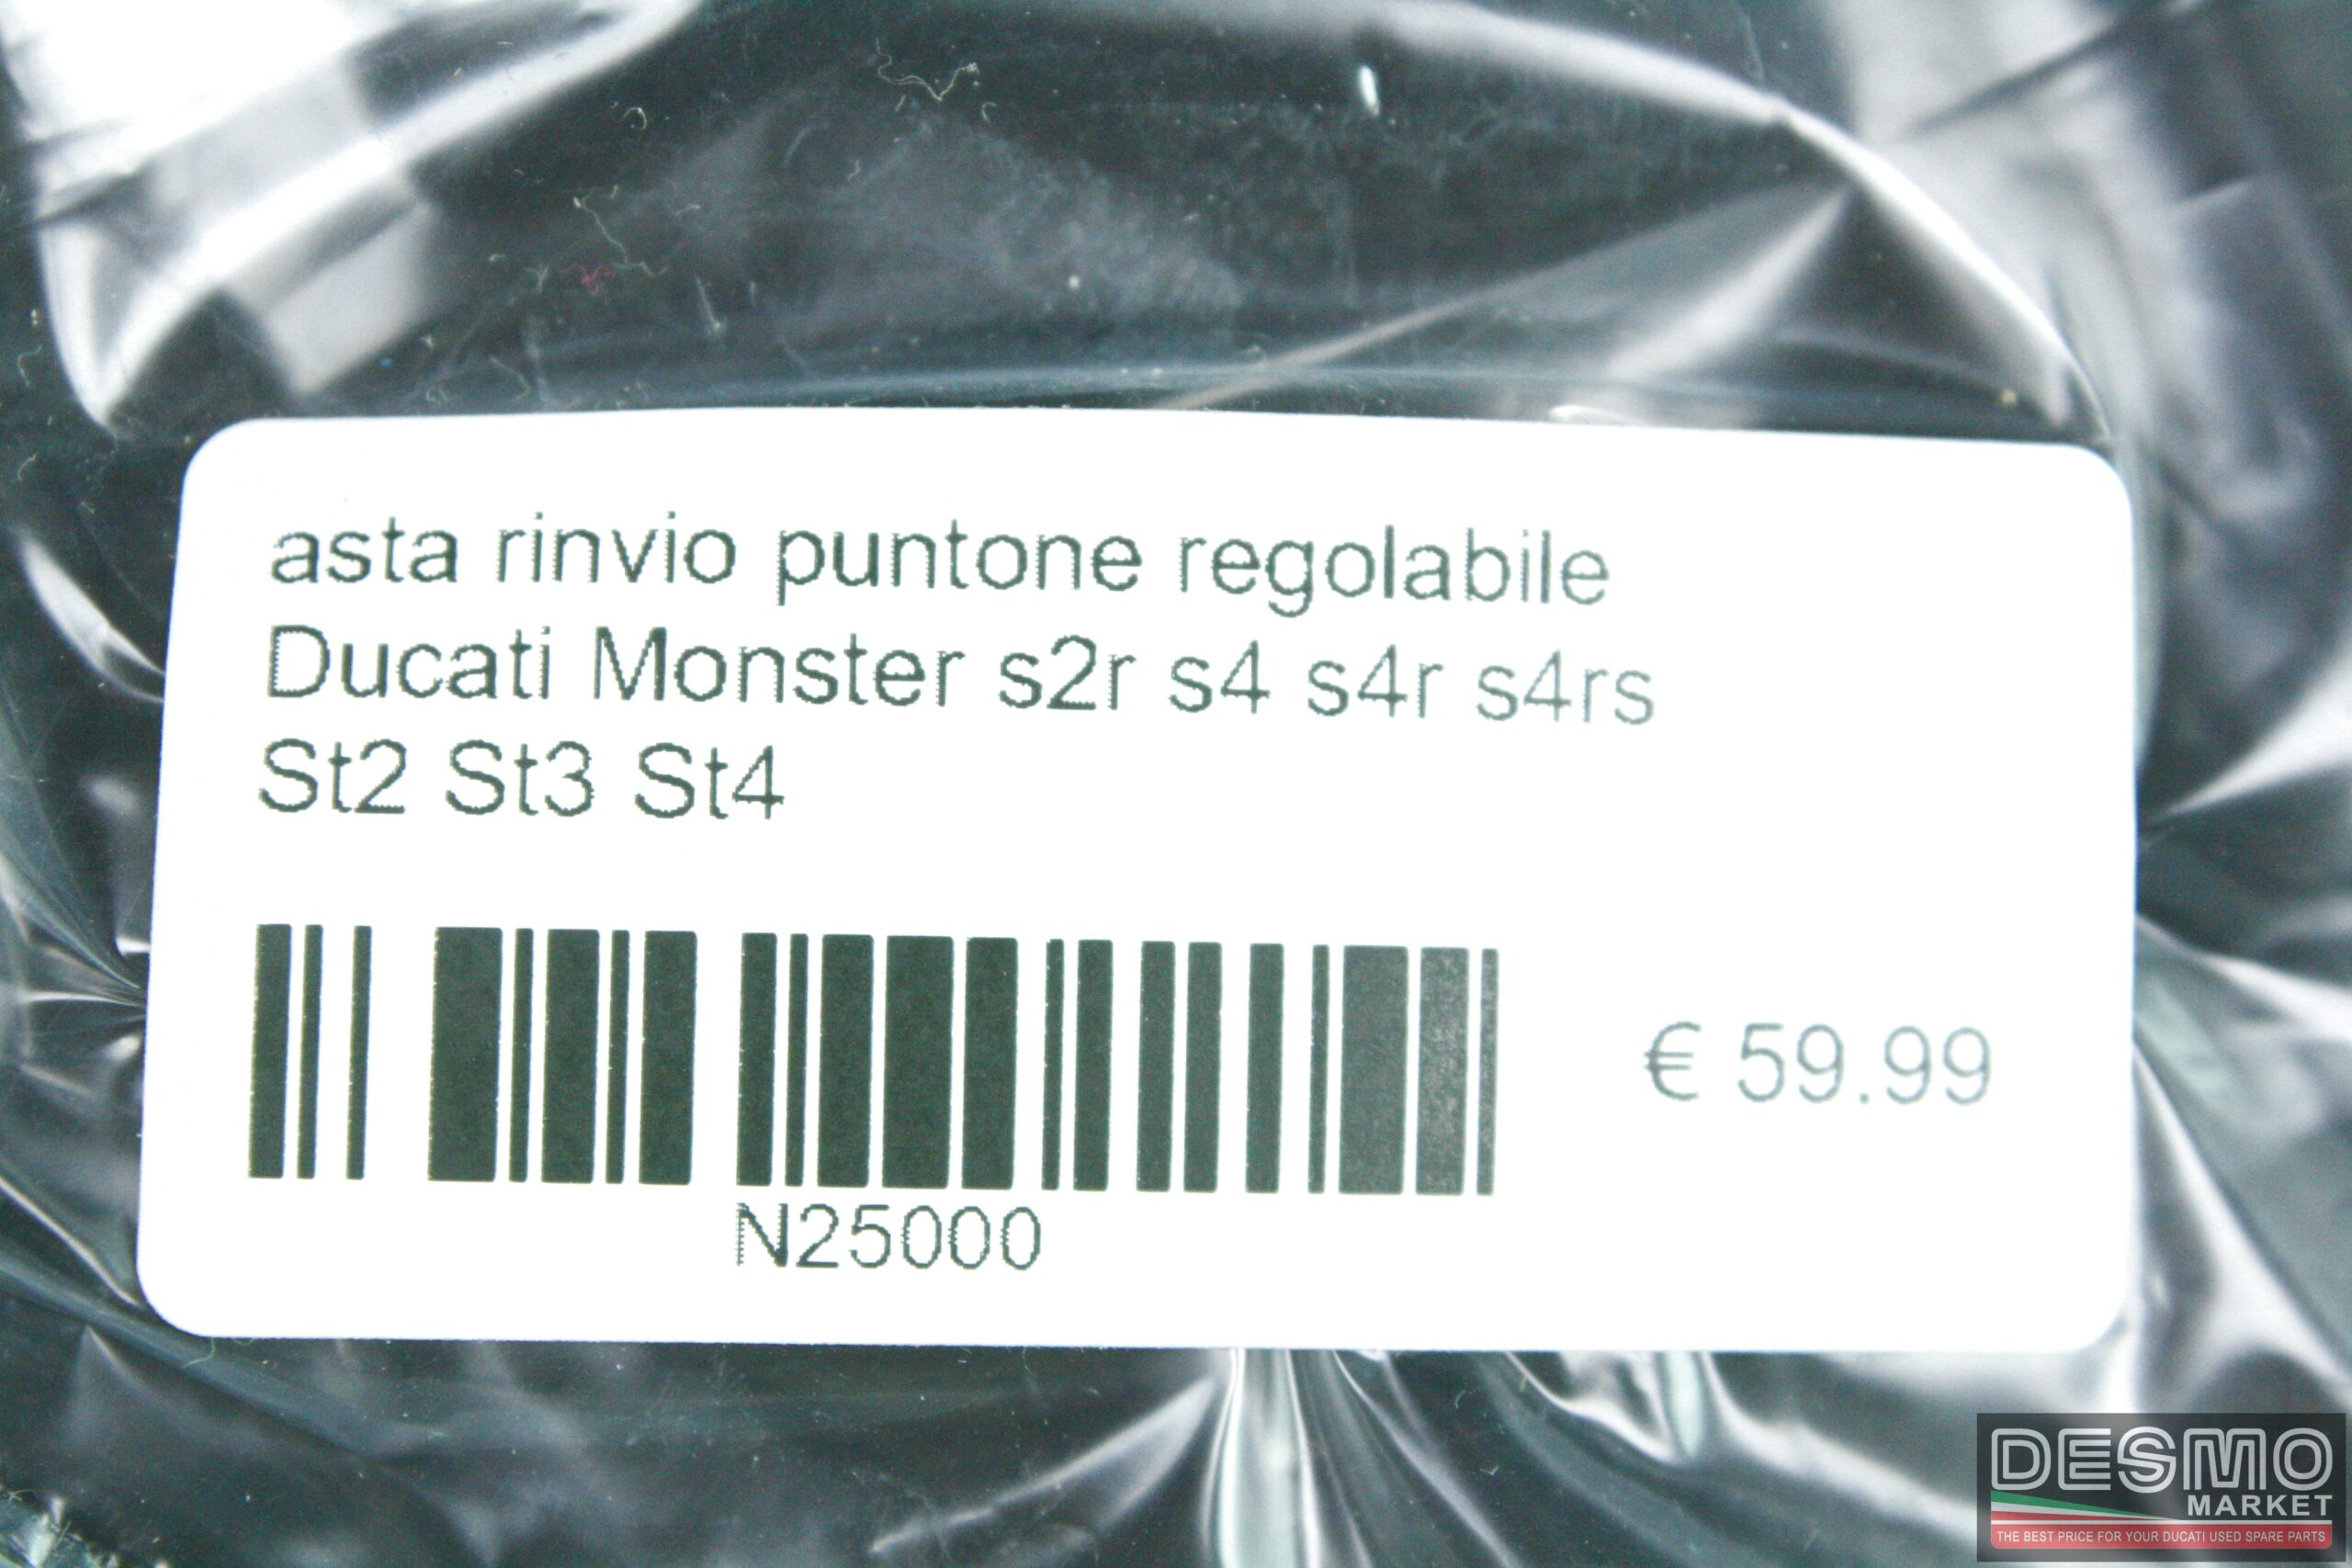 asta rinvio puntone regolabile
Ducati Monster s2r s4 s4r s4rs
St2 St3 St4
€ 59.99
N25000
DESMO
MARKET
THE BEST PRICE FOR YOUR DUCATI USED SPARE PARTS